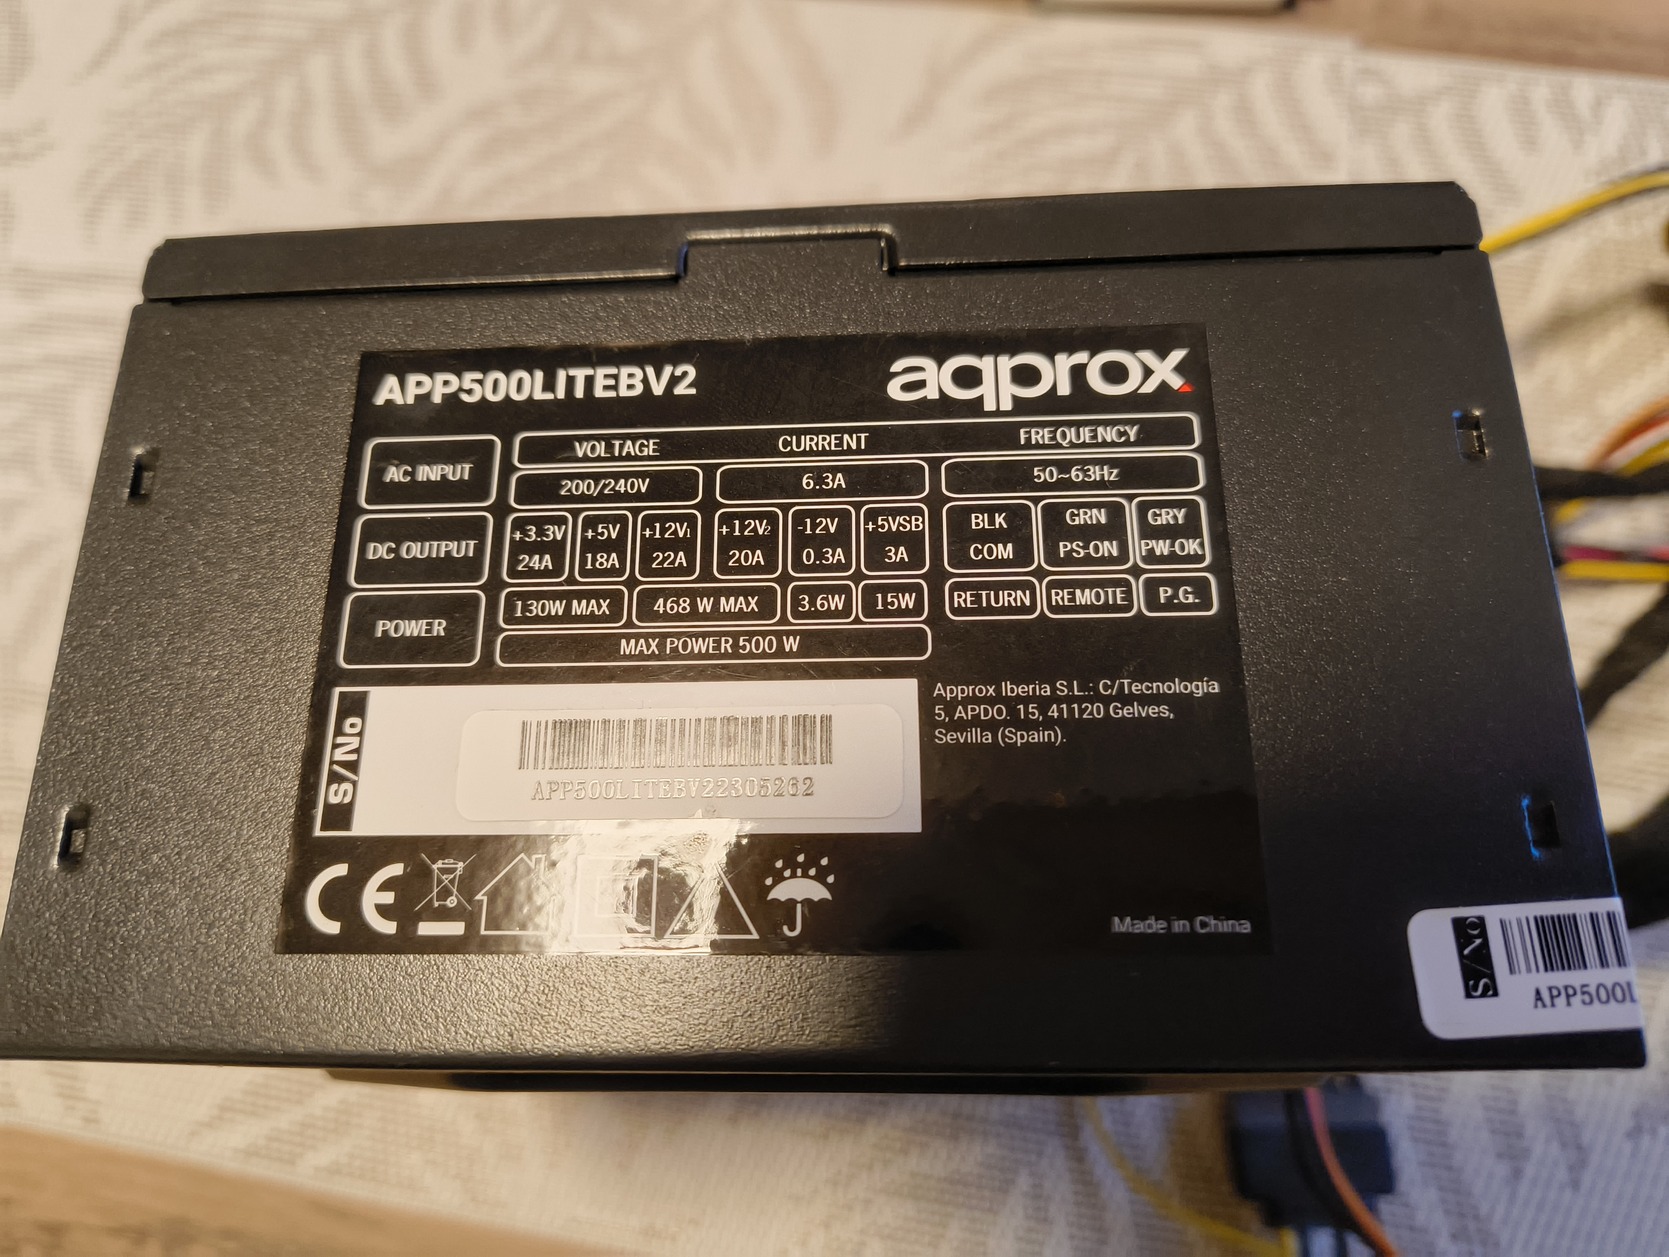 APP500LITEBV2
aqprox
VOLTAGE CURRENT FREQUENCY
AC INPUT
200/240V 6.3A 50~63Hz
DC OUTPUT
+3.3V +5V +12V1 +12V2 -12V +5VSB BLK GRN GRY
24A 18A 22A 20A 0.3A 3A COM PS-ON PW-OK
POWER
130W MAX 468 W MAX 3.6W 15W RETURN REMOTE P.G.
MAX POWER 500 W
S/No
APP500LITEBV22305262
Approx Iberia S.L.: C/Tecnología
5, APDO. 15, 41120 Gelves,
Sevilla (Spain).
CE
Made in China
S/No
APP500L